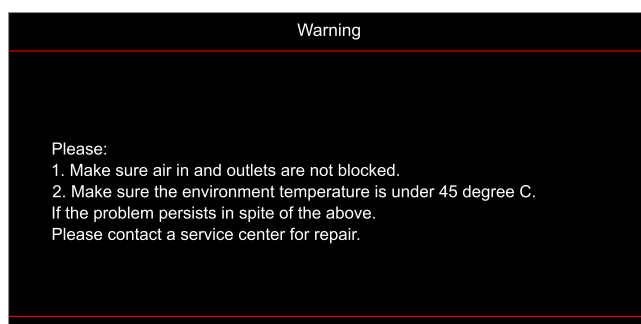 Warning
Please:
1. Make sure air in and outlets are not blocked.
2. Make sure the environment temperature is under 45 degree C.
If the problem persists in spite of the above.
Please contact a service center for repair.